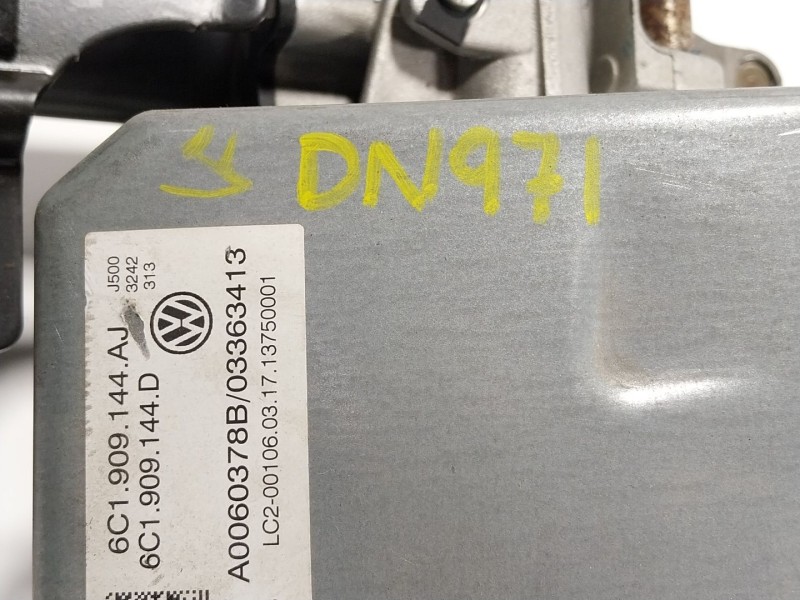 DN971
J500
3242
313
6C1.909.144.AJ
6C1.909.144.D
A0060378B/03363413
LC2-00106.03.17.13750001